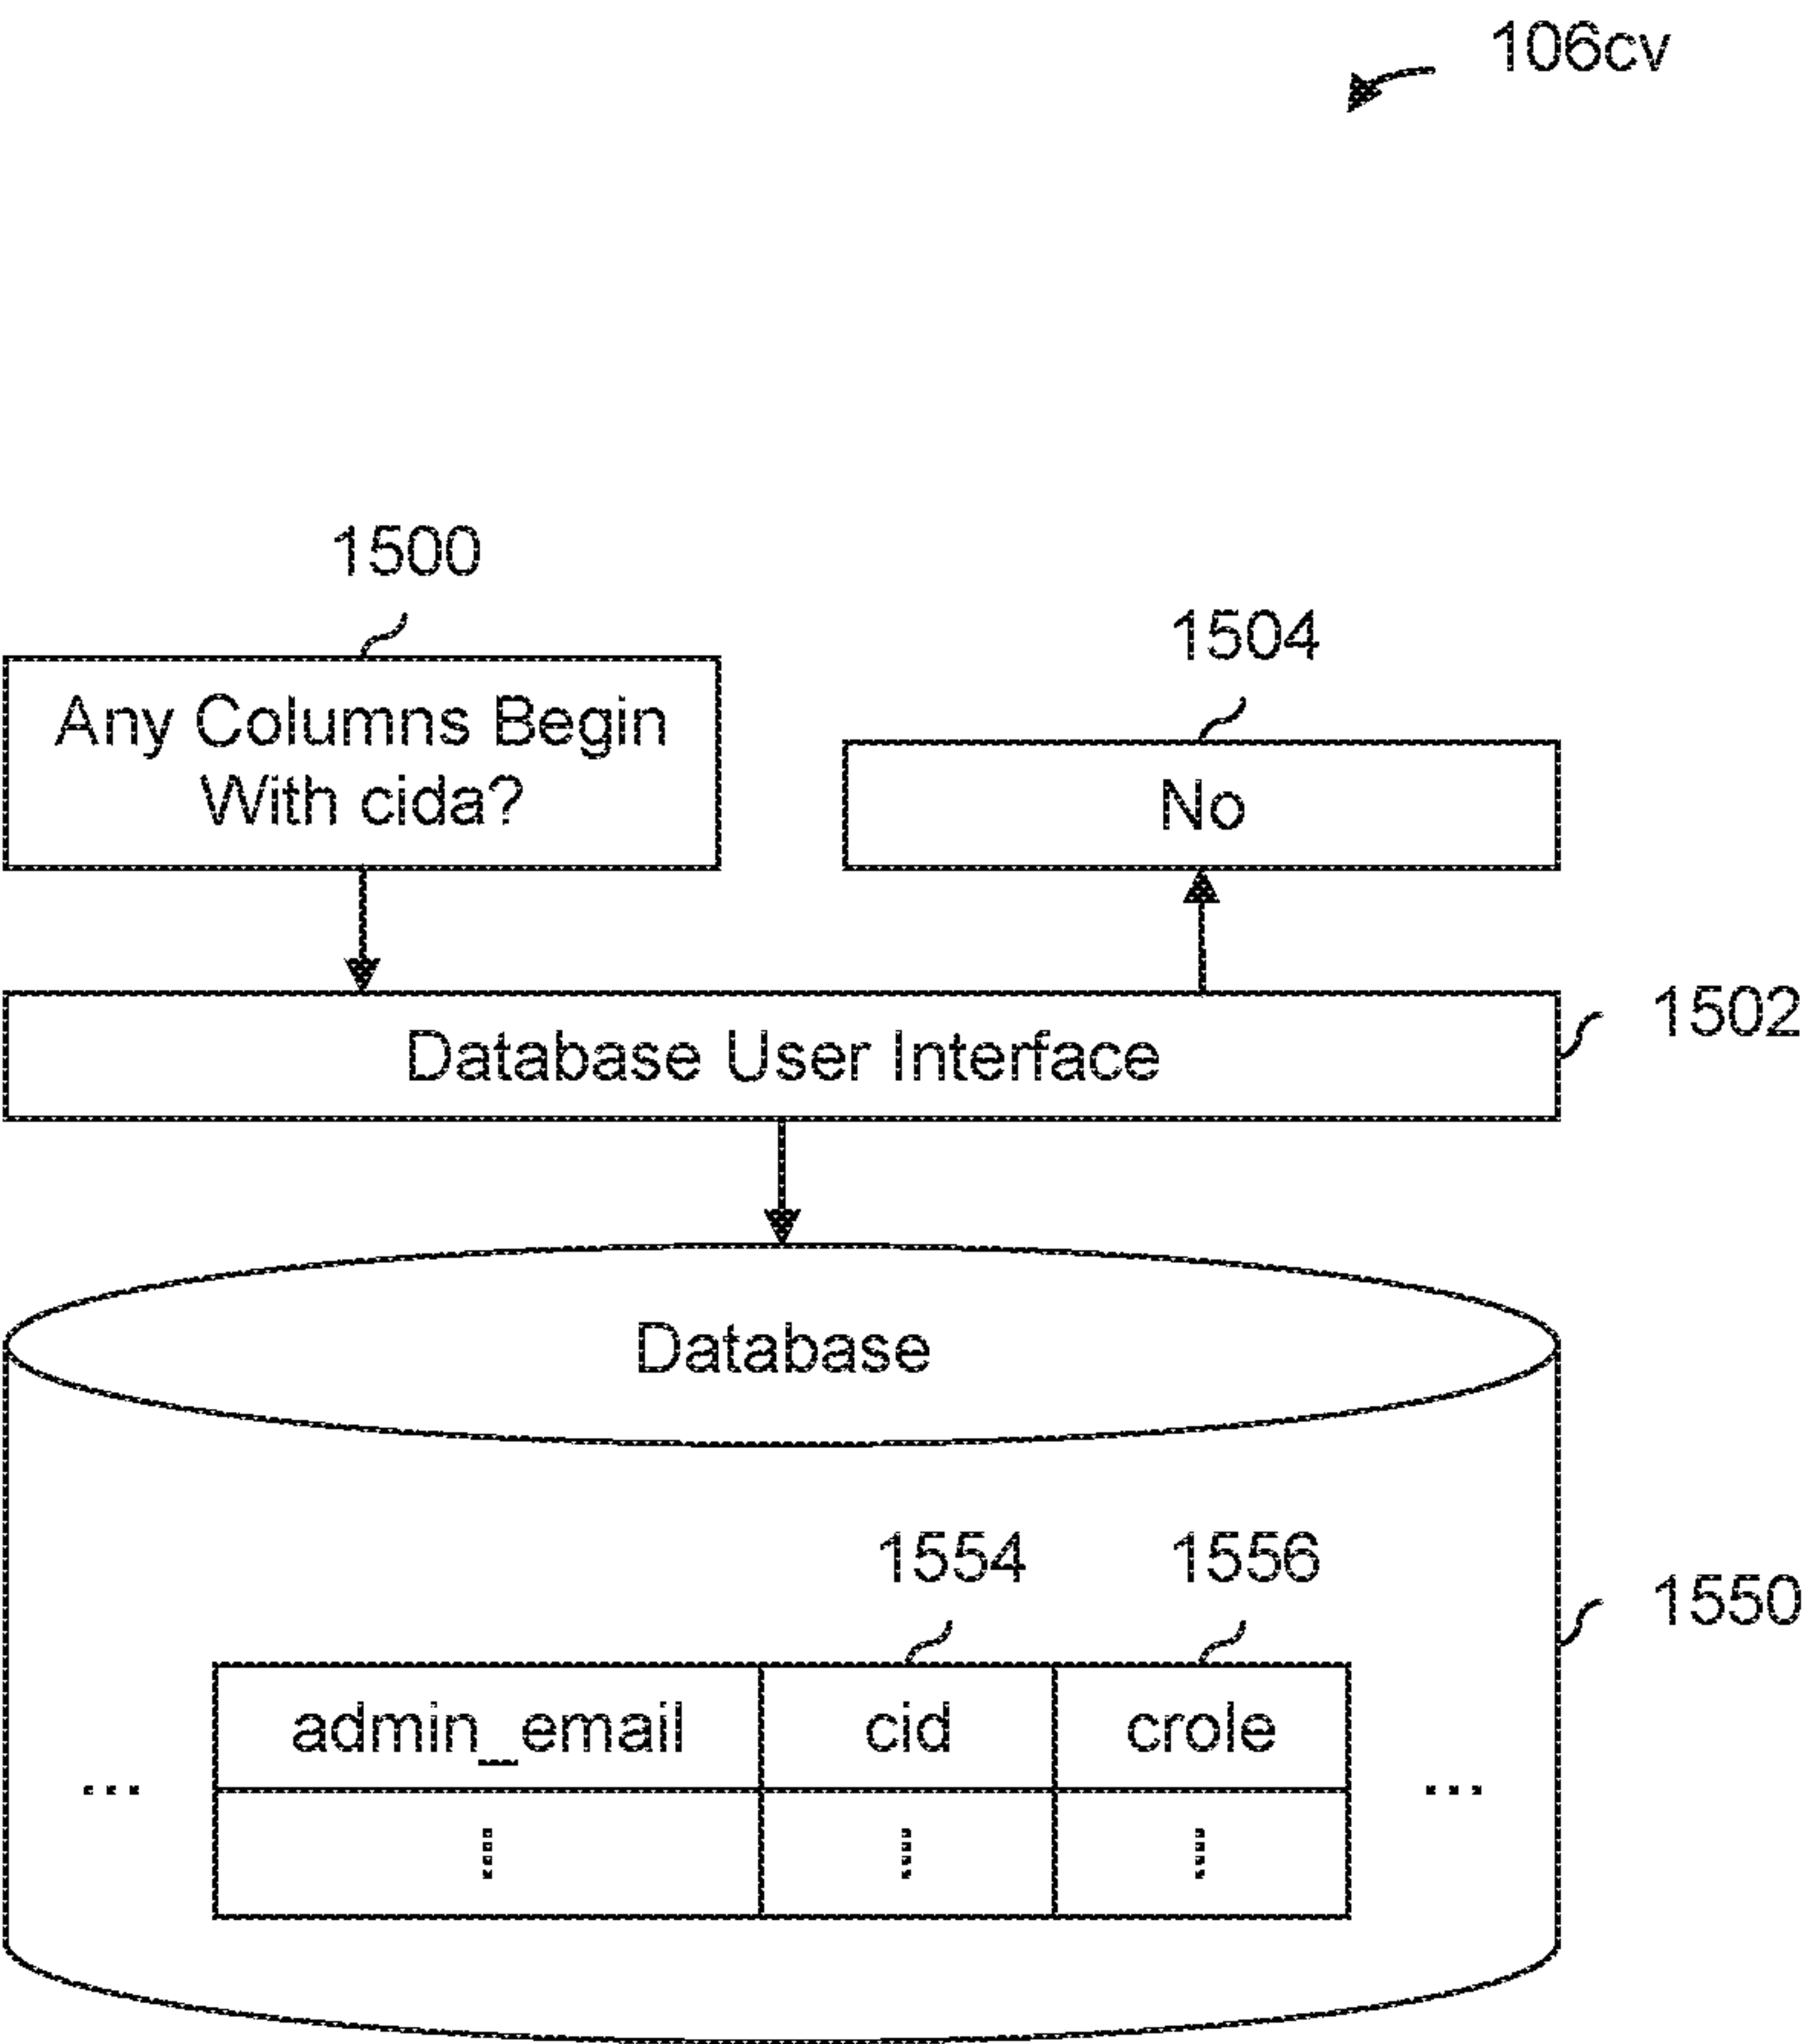 106cv
1500
1504
Any Columns Begin
With cida?
No
1502
Database User Interface
Database
1554
1556
1550
admin_email
cid
crole
...
...